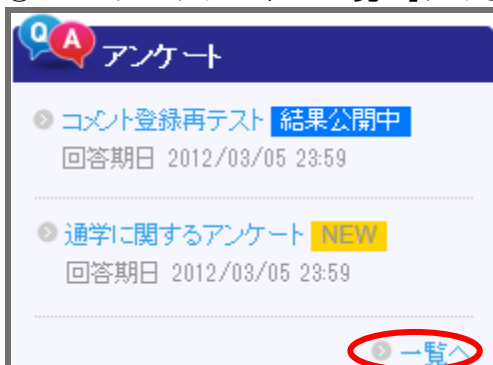 Q A
アンケート
コメント登録再テスト 結果公開中
回答期日 2012/03/05 23:59
通学に関するアンケート NEW
回答期日 2012/03/05 23:59
一覧へ